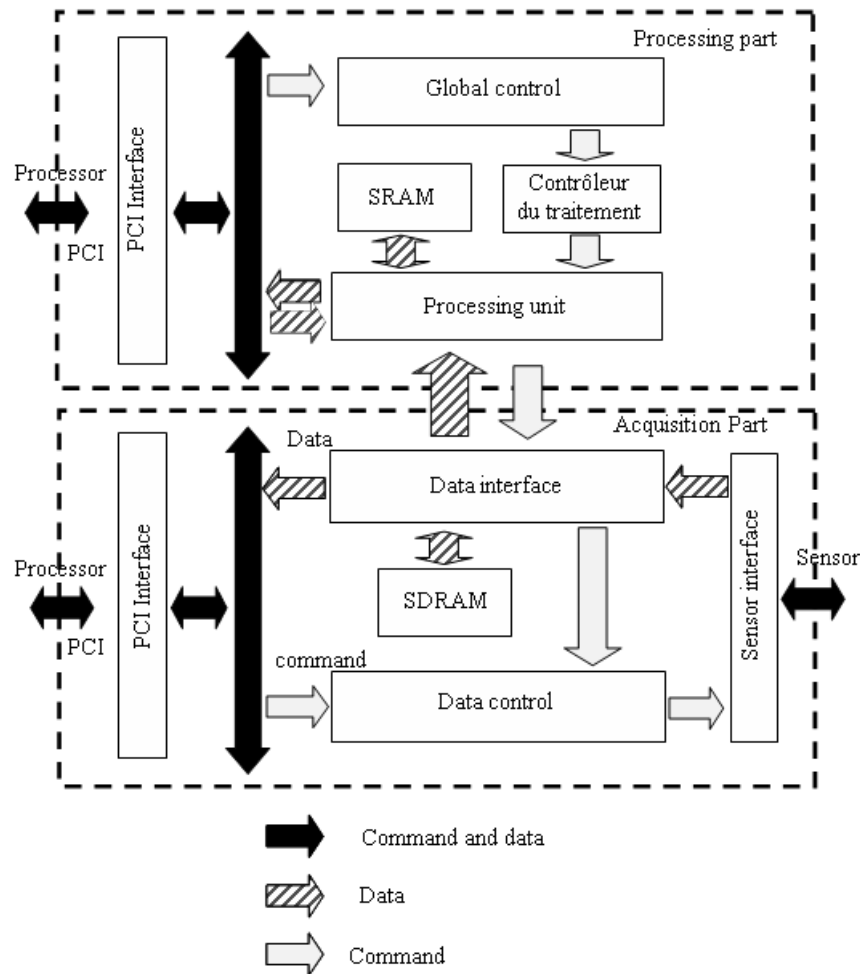 Processing part
Global control
Processor
PCI
PCI Interface
SRAM
Contrôleur
du traitement
Processing unit
Acquisition Part
Data
Data interface
Processor
PCI
PCI Interface
SDRAM
Sensor interface
Sensor
command
Data control
Command and data
Data
Command